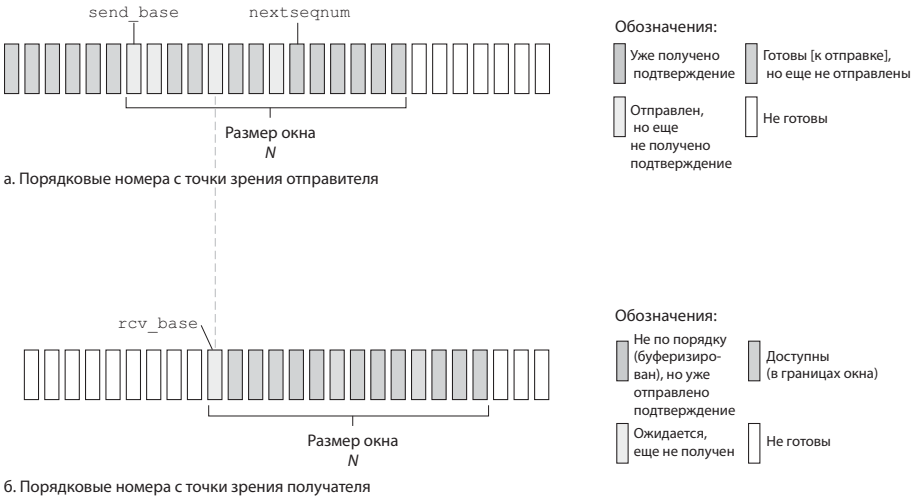 send_base
nextseqnum
Размер окна
N
а. Порядковые номера с точки зрения отправителя
Обозначения:
Уже получено
подтверждение
Готовы [к отправке],
но еще не отправлены
Отправлен,
но еще
не получено
подтверждение
Не готовы
rcv_base
Размер окна
N
б. Порядковые номера с точки зрения получателя
Обозначения:
Не по порядку
(буферизиро-
ван), но уже
отправлено
подтверждение
Доступны
(в границах окна)
Ожидается,
еще не получен
Не готовы